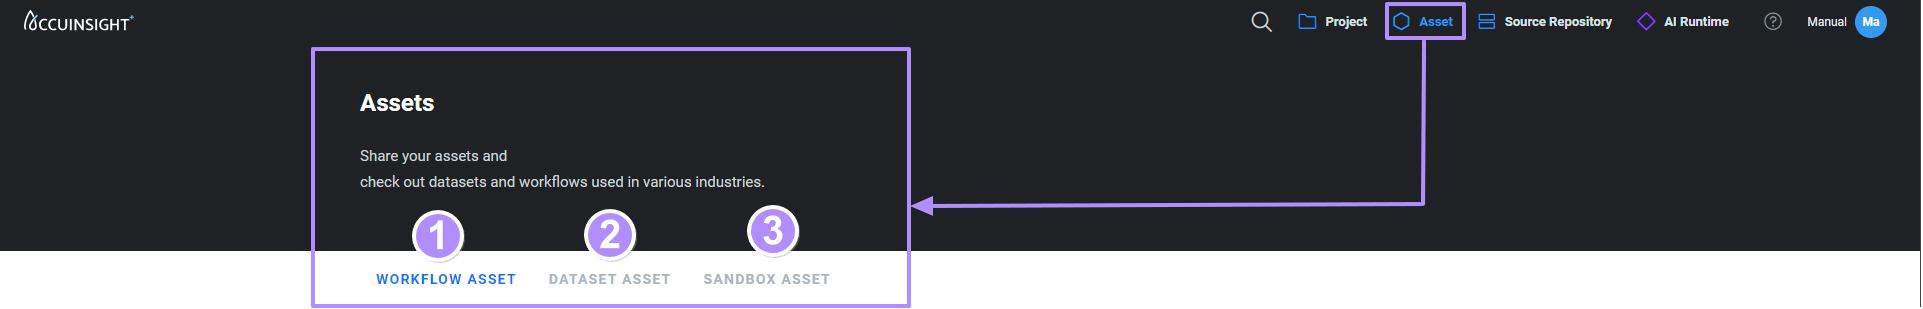 ACCUINSIGHT+
Project
Asset
Source Repository
AI Runtime
?
Manual
Ma
Assets
Share your assets and
check out datasets and workflows used in various industries.
1
2
3
WORKFLOW ASSET
DATASET ASSET
SANDBOX ASSET